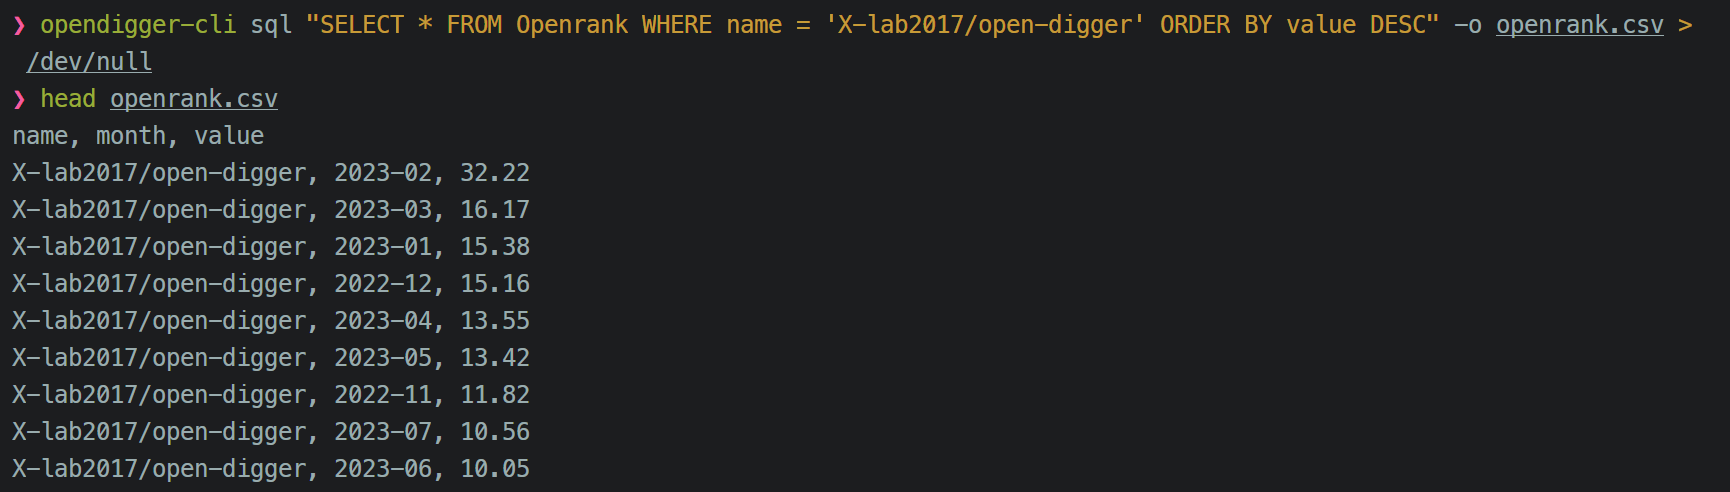 ❯ opendigger-cli sql "SELECT * FROM Openrank WHERE name = 'X-lab2017/open-digger' ORDER BY value DESC" -o openrank.csv >
/dev/null
❯ head openrank.csv
name, month, value
X-lab2017/open-digger, 2023-02, 32.22
X-lab2017/open-digger, 2023-03, 16.17
X-lab2017/open-digger, 2023-01, 15.38
X-lab2017/open-digger, 2022-12, 15.16
X-lab2017/open-digger, 2023-04, 13.55
X-lab2017/open-digger, 2023-05, 13.42
X-lab2017/open-digger, 2022-11, 11.82
X-lab2017/open-digger, 2023-07, 10.56
X-lab2017/open-digger, 2023-06, 10.05